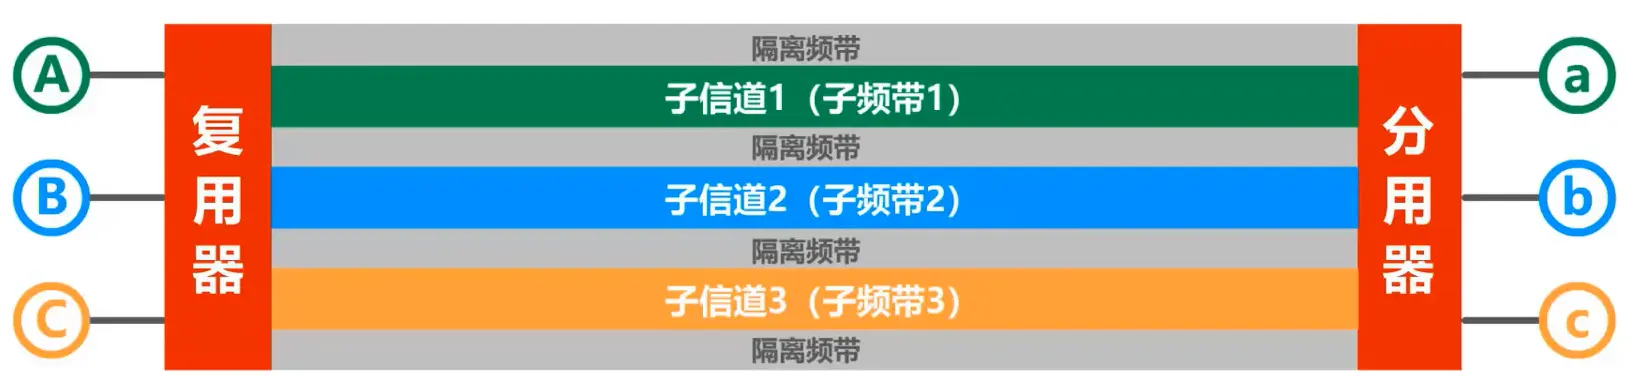 A
B
C
复用器
隔离频带
子信道1（子频带1）
隔离频带
子信道2（子频带2）
隔离频带
子信道3（子频带3）
隔离频带
分用器
a
b
c